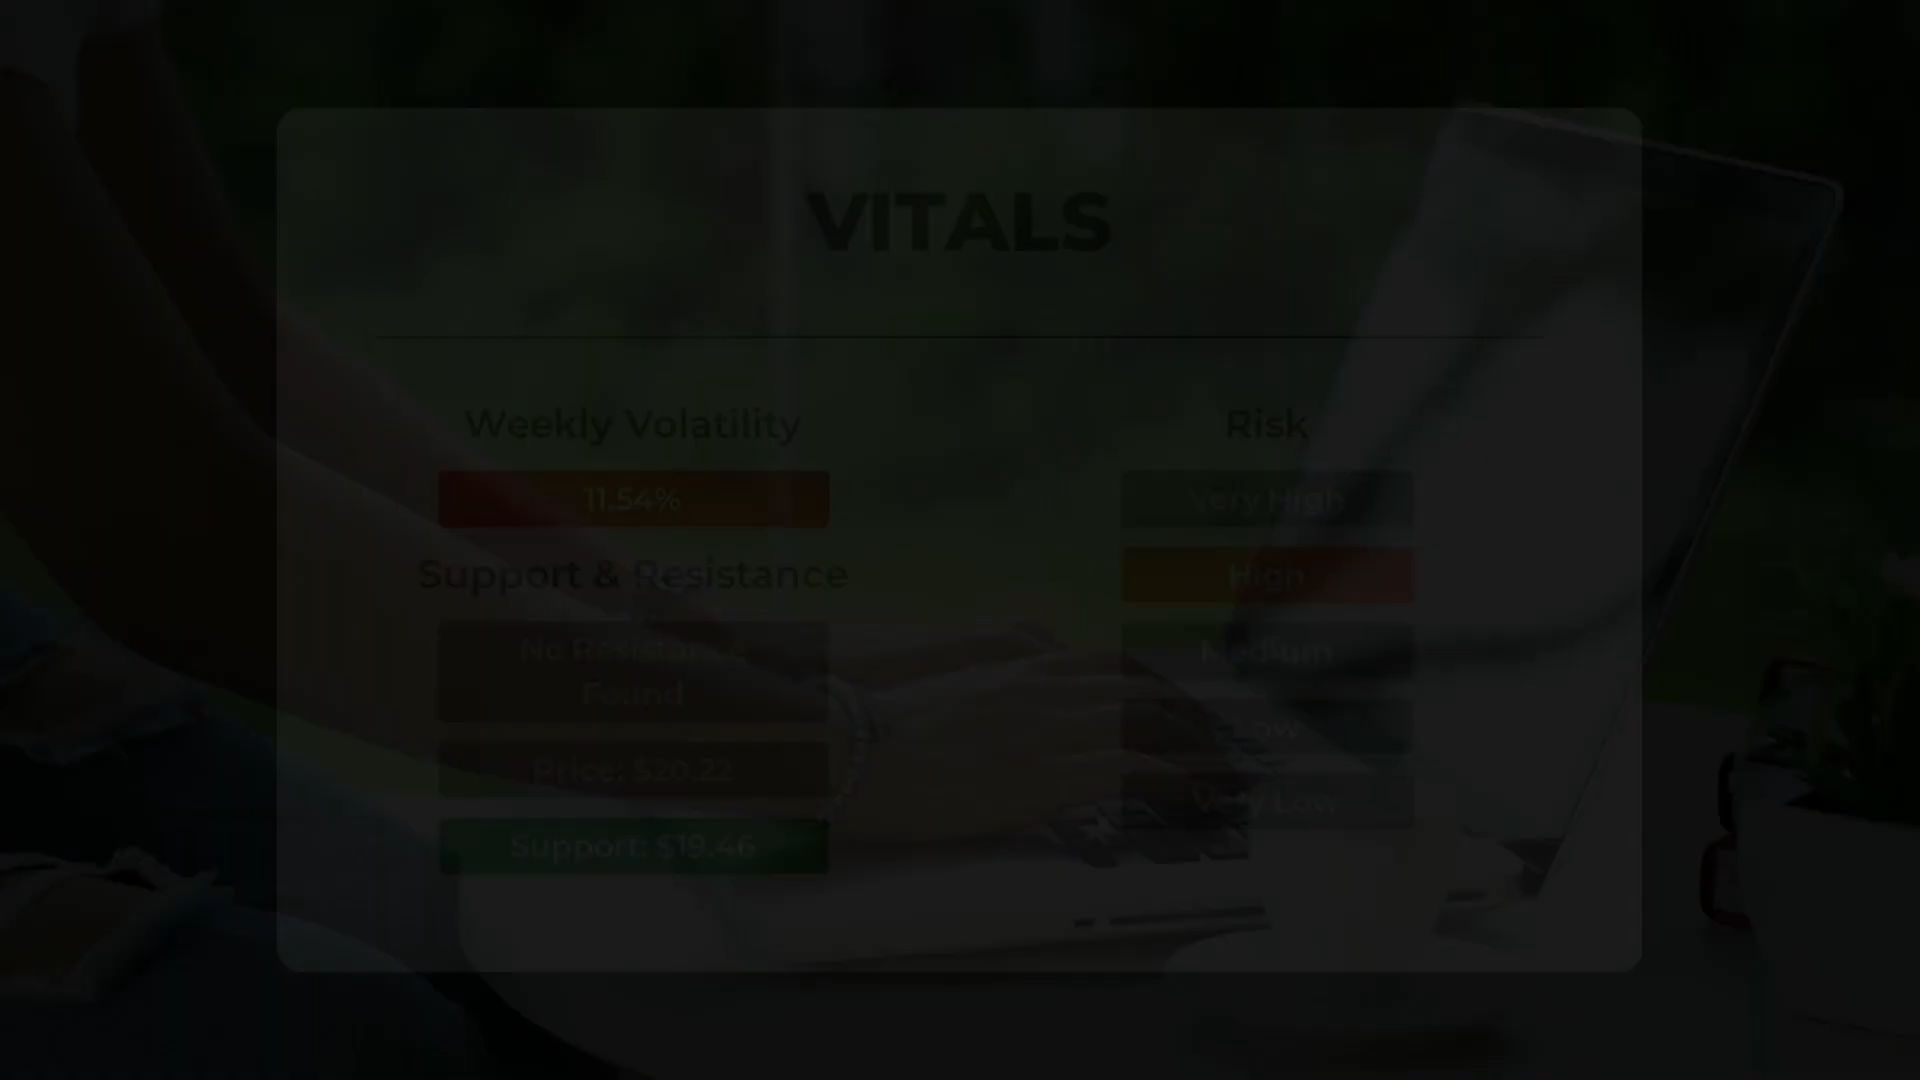 VITALS
Weekly Volatility
11.54%
Support & Resistance
No Resistance
Found
Price: $20.22
Support: $19.46
Risk
Very High
High
Medium
Low
Very Low